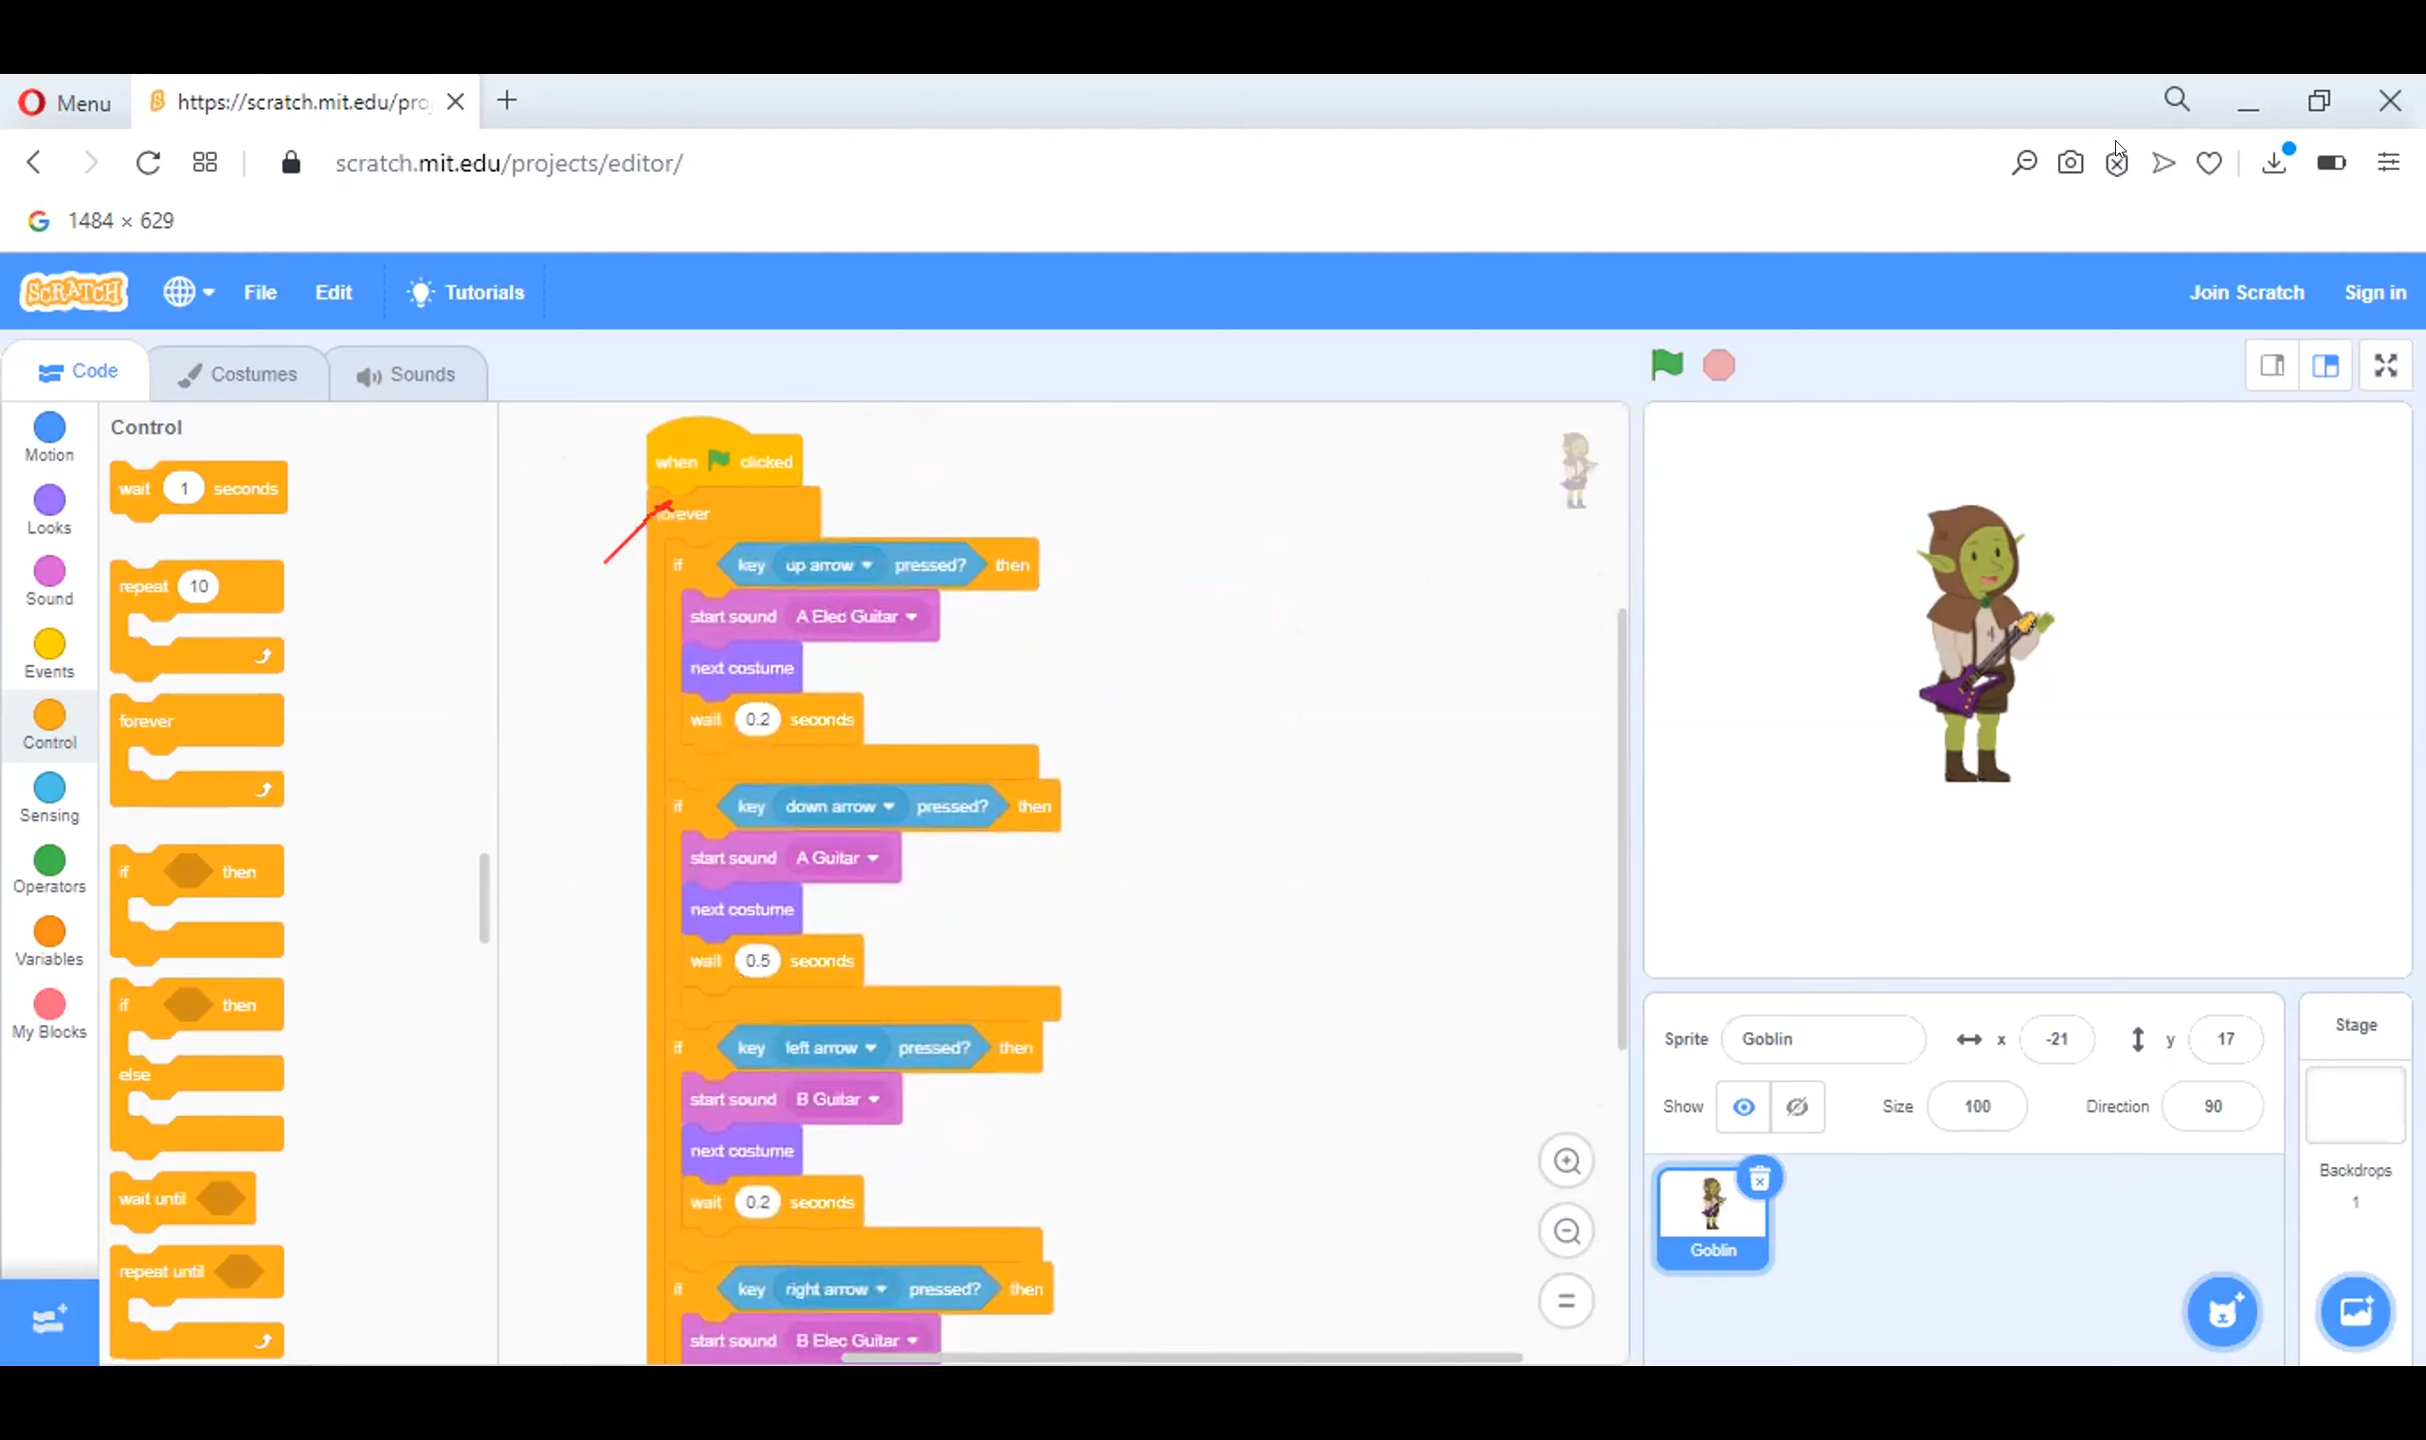 Menu
https://scratch.mit.edu/pro
scratch.mit.edu/projects/editor/
1484 × 629
SCRATCH
File
Edit
Tutorials
Join Scratch
Sign in
Code
Costumes
Sounds
Motion
Looks
Sound
Events
Control
Sensing
Operators
Variables
My Blocks
Control
wait 1 seconds
repeat 10
forever
if then
if then
else
wait until
repeat until
when clicked
forever
if key up arrow pressed? then
start sound A Elec Guitar
next costume
wait 0.2 seconds
if key down arrow pressed? then
start sound A Guitar
next costume
wait 0.5 seconds
if key left arrow pressed? then
start sound B Guitar
next costume
wait 0.2 seconds
if key right arrow pressed? then
start sound B Elec Guitar
Sprite Goblin x -21 y 17
Show Size 100 Direction 90
Goblin
Stage
Backdrops
1